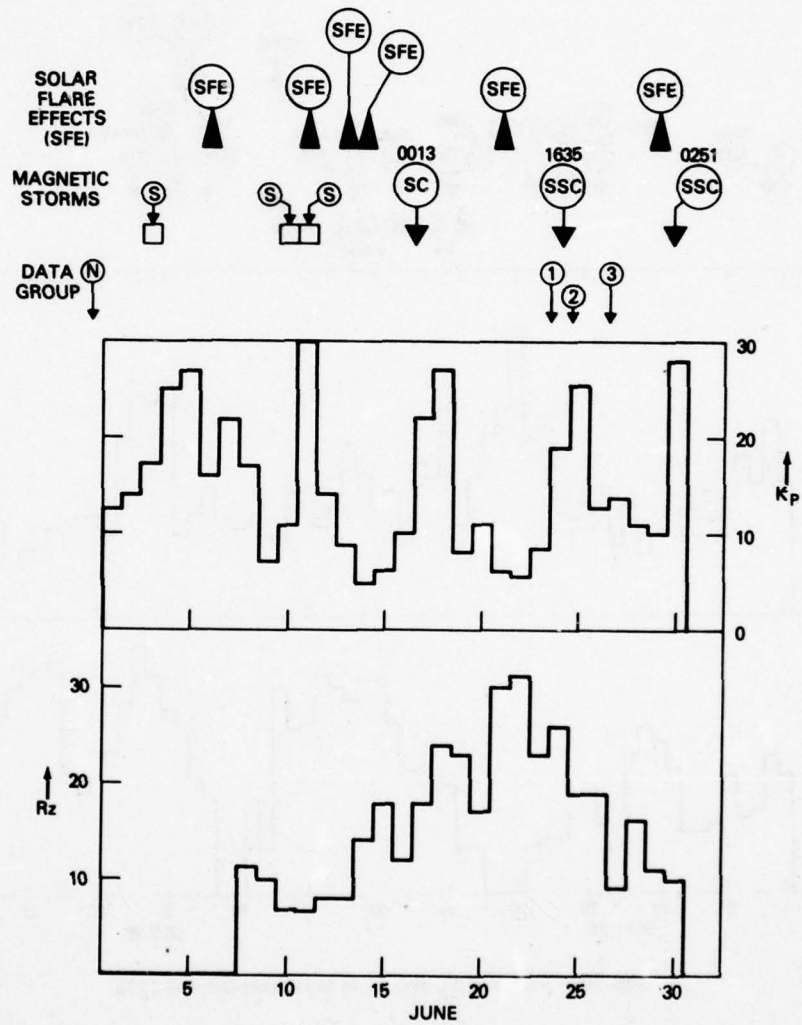 SFE
SFE
SFE SFE SFE SFE
SOLAR
FLARE
EFFECTS
(SFE)
0013 1635 0251
MAGNETIC
STORMS
S S S SC SSC SSC
DATA
GROUP
N 1 2 3
30
20
10
0
KP
30
20
10
Rz
5 10 15 20 25 30
JUNE